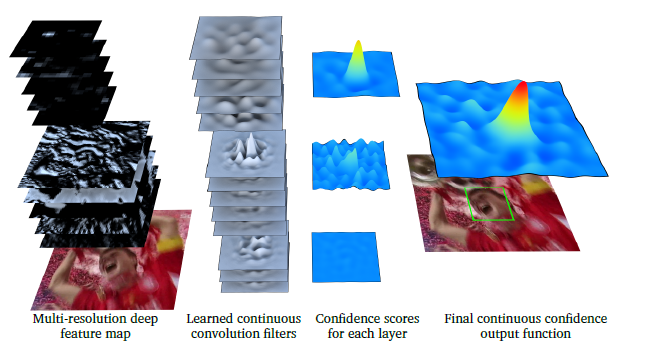 Multi-resolution deep
feature map
Learned continuous
convolution filters
Confidence scores
for each layer
Final continuous confidence
output function